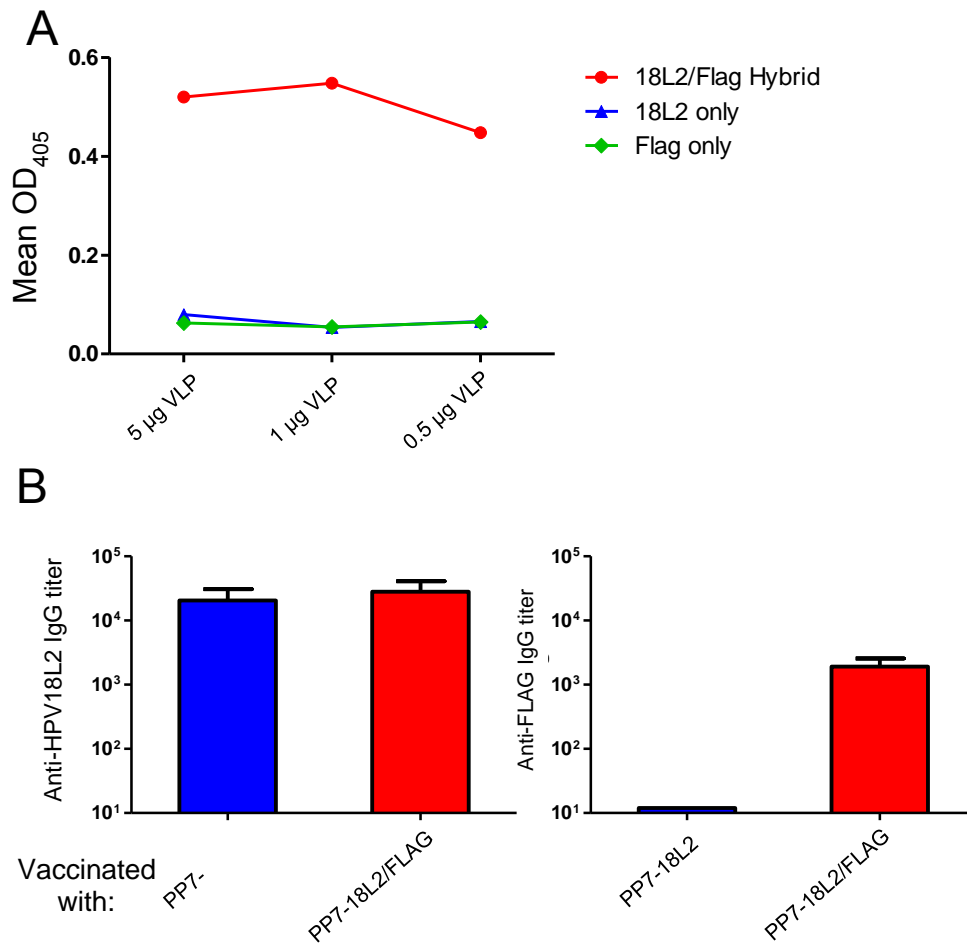 A
0.6
0.4
0.2
0.0
Mean OD405
5 µg VLP
1 µg VLP
0.5 µg VLP
18L2/Flag Hybrid
18L2 only
Flag only
B
Anti-HPV18L2 IgG titer
10^5
10^4
10^3
10^2
10^1
PP7-
PP7-18L2/FLAG
Anti-FLAG IgG titer
10^5
10^4
10^3
10^2
10^1
PP7-18L2
PP7-18L2/FLAG
Vaccinated
with: